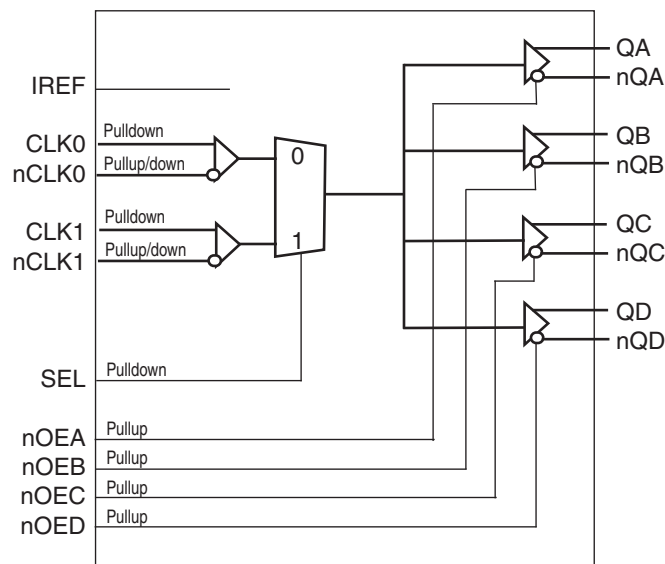 QA
nQA
IREF
CLK0 Pulldown
nCLK0 Pullup/down
0
QB
nQB
CLK1 Pulldown
nCLK1 Pullup/down
1
QC
nQC
QD
nQD
SEL Pulldown
nOEA Pullup
nOEB Pullup
nOEC Pullup
nOED Pullup